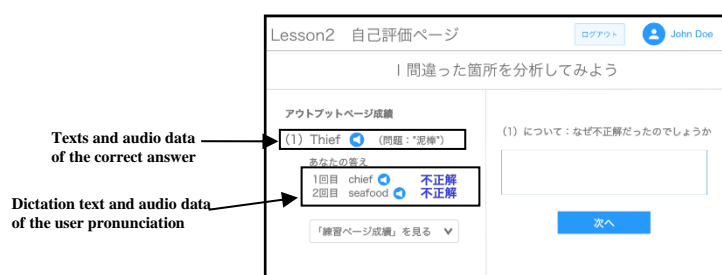 Lesson2 自己評価ページ
ログアウト
John Doe
| 間違った箇所を分析してみよう
アウトプットページ成績
(1) Thief (問題："泥棒")
あなたの答え
1回目 chief 不正解
2回目 seafood 不正解
「練習ページ成績」を見る
(1) について：なぜ不正解だったのでしょうか
次へ
Texts and audio data
of the correct answer
Dictation text and audio data
of the user pronunciation